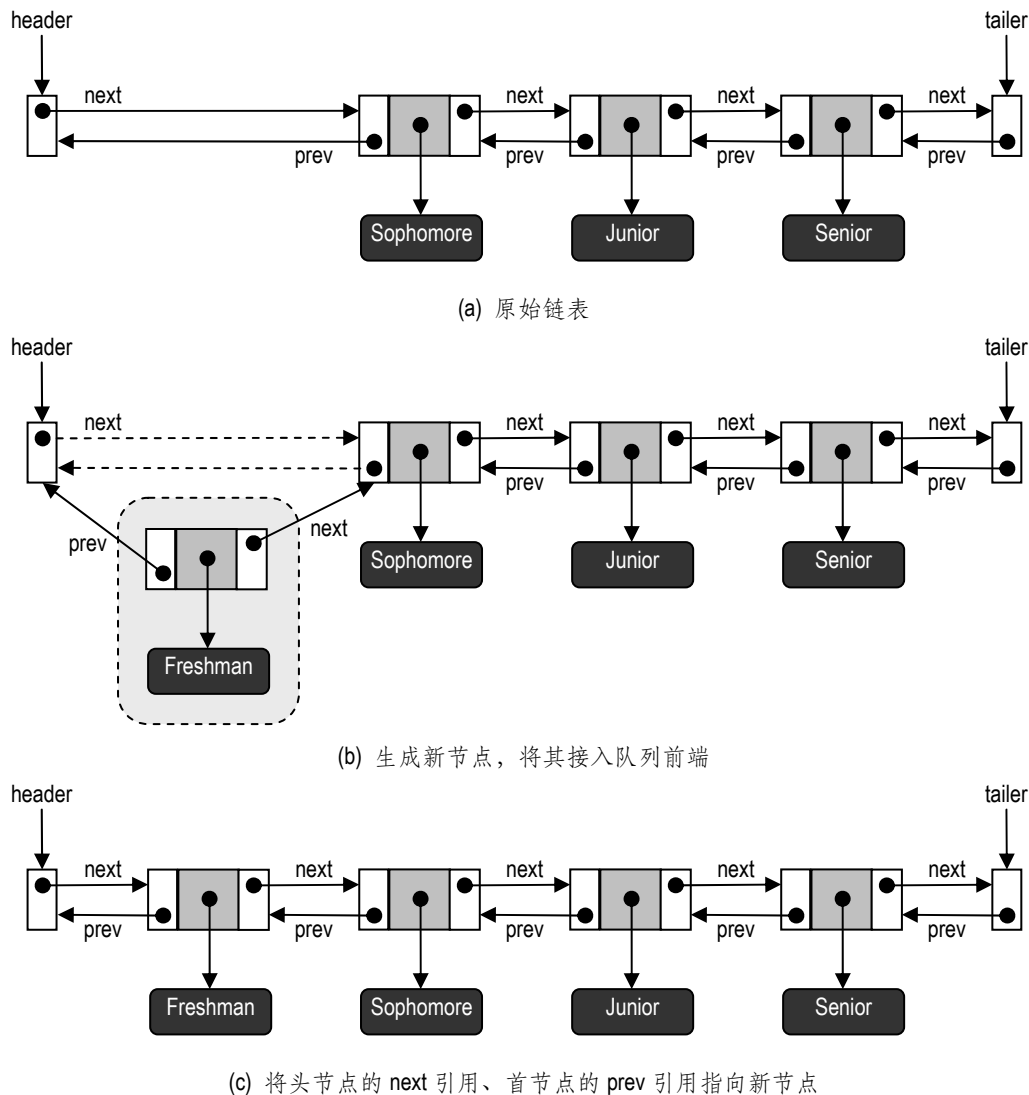 header tailer
next next next next
prev prev prev prev
Sophomore Junior Senior
(a) 原始链表
header tailer
next next next next
prev prev prev
prev next
Sophomore Junior Senior
Freshman
(b) 生成新节点，将其接入队列前端
header tailer
next next next next next
prev prev prev prev prev
Freshman Sophomore Junior Senior
(c) 将头节点的 next 引用、首节点的 prev 引用指向新节点